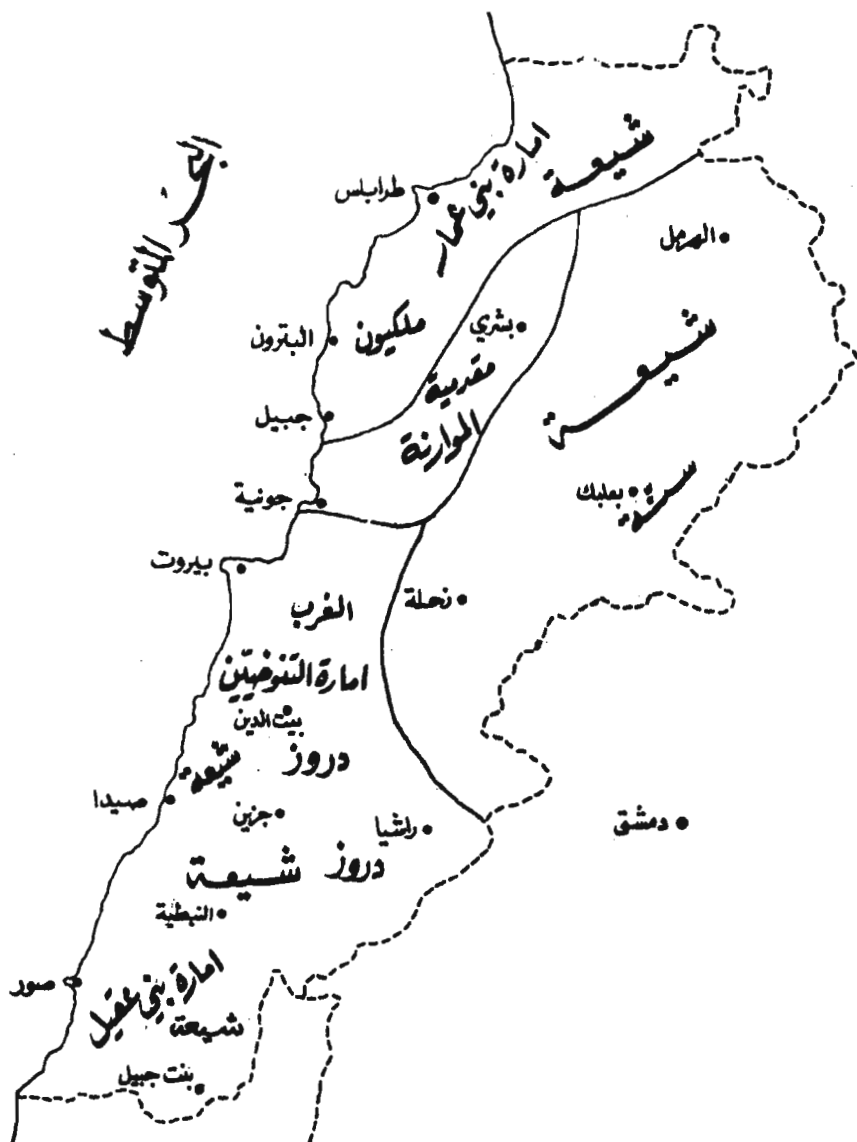 البحر المتوسط
شيعة
امارة بني عمار
طرابلس
الهرمل
ملكيون
بشري
البترون
شيعة
مقدمية
الموارنة
جبيل
سنة
بعلبك
جونية
بيروت
نحلة
الغرب
امارة التنوخيين
بيت الدين
دروز
شيعة
صيدا
جزين
راشيا
دمشق
دروز
شيعة
النبطية
امارة بني عقيل
صور
شيعة
بنت جبيل